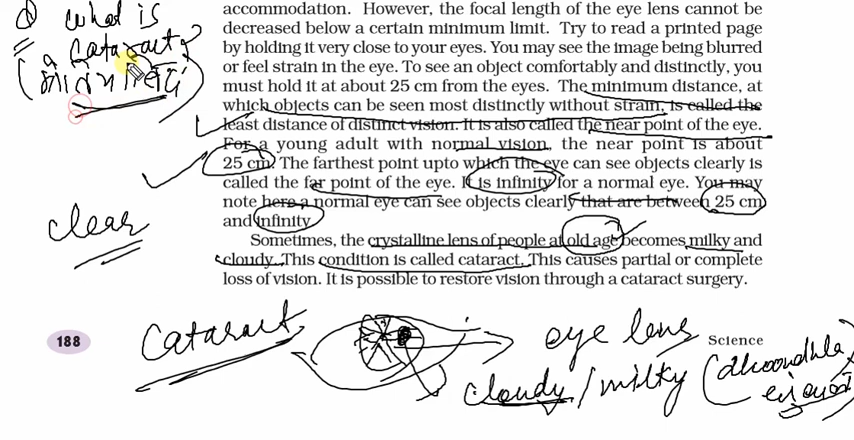 d) What is
a Cataract?
accommodation. However, the focal length of the eye lens cannot be
decreased below a certain minimum limit. Try to read a printed page
by holding it very close to your eyes. You may see the image being blurred
or feel strain in the eye. To see an object comfortably and distinctly, you
must hold it at about 25 cm from the eyes. The minimum distance, at
which objects can be seen most distinctly without strain, is called the
least distance of distinct vision. It is also called the near point of the eye.
For a young adult with normal vision, the near point is about
25 cm. The farthest point upto which the eye can see objects clearly is
called the far point of the eye. It is infinity for a normal eye. You may
note here a normal eye can see objects clearly that are between 25 cm
and infinity.
clear
Sometimes, the crystalline lens of people at old age becomes milky and
cloudy. This condition is called cataract. This causes partial or complete
loss of vision. It is possible to restore vision through a cataract surgery.
188
Science
Cataract
eye lens
cloudy / milky (dhoondhla